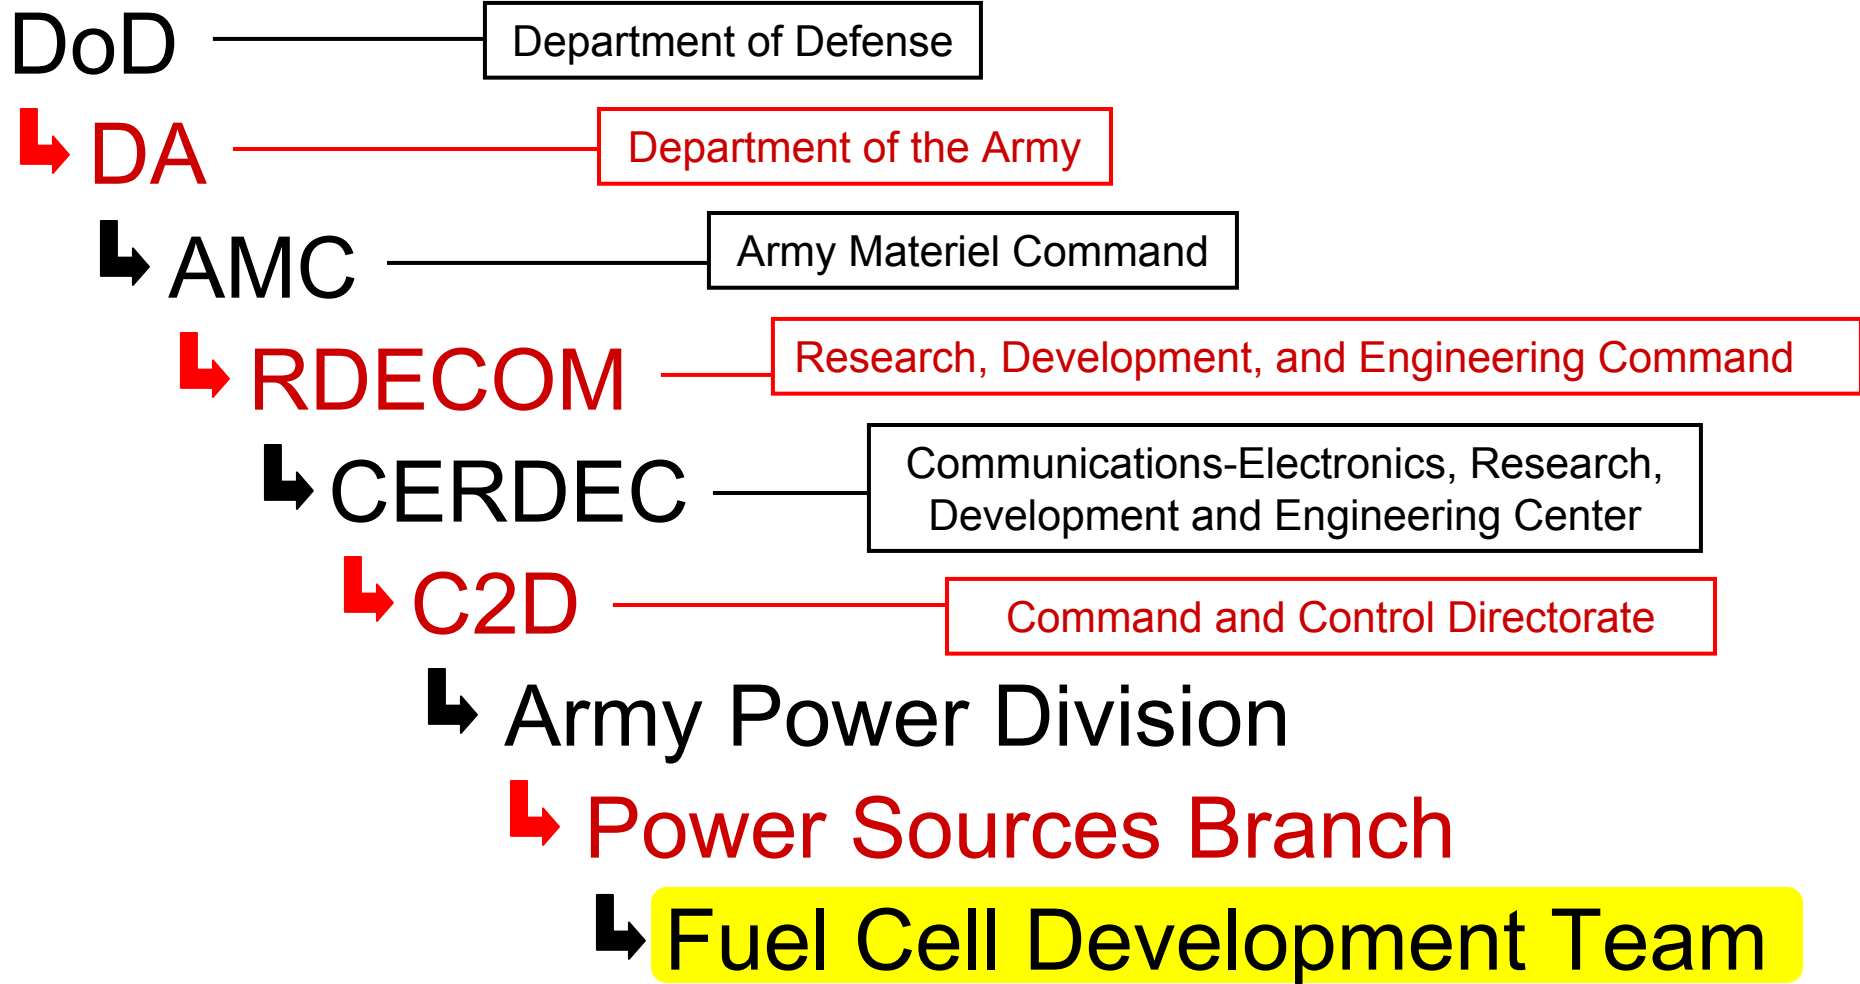 DoD
Department of Defense
DA
Department of the Army
AMC
Army Materiel Command
RDECOM
Research, Development, and Engineering Command
CERDEC
Communications-Electronics, Research,
Development and Engineering Center
C2D
Command and Control Directorate
Army Power Division
Power Sources Branch
Fuel Cell Development Team